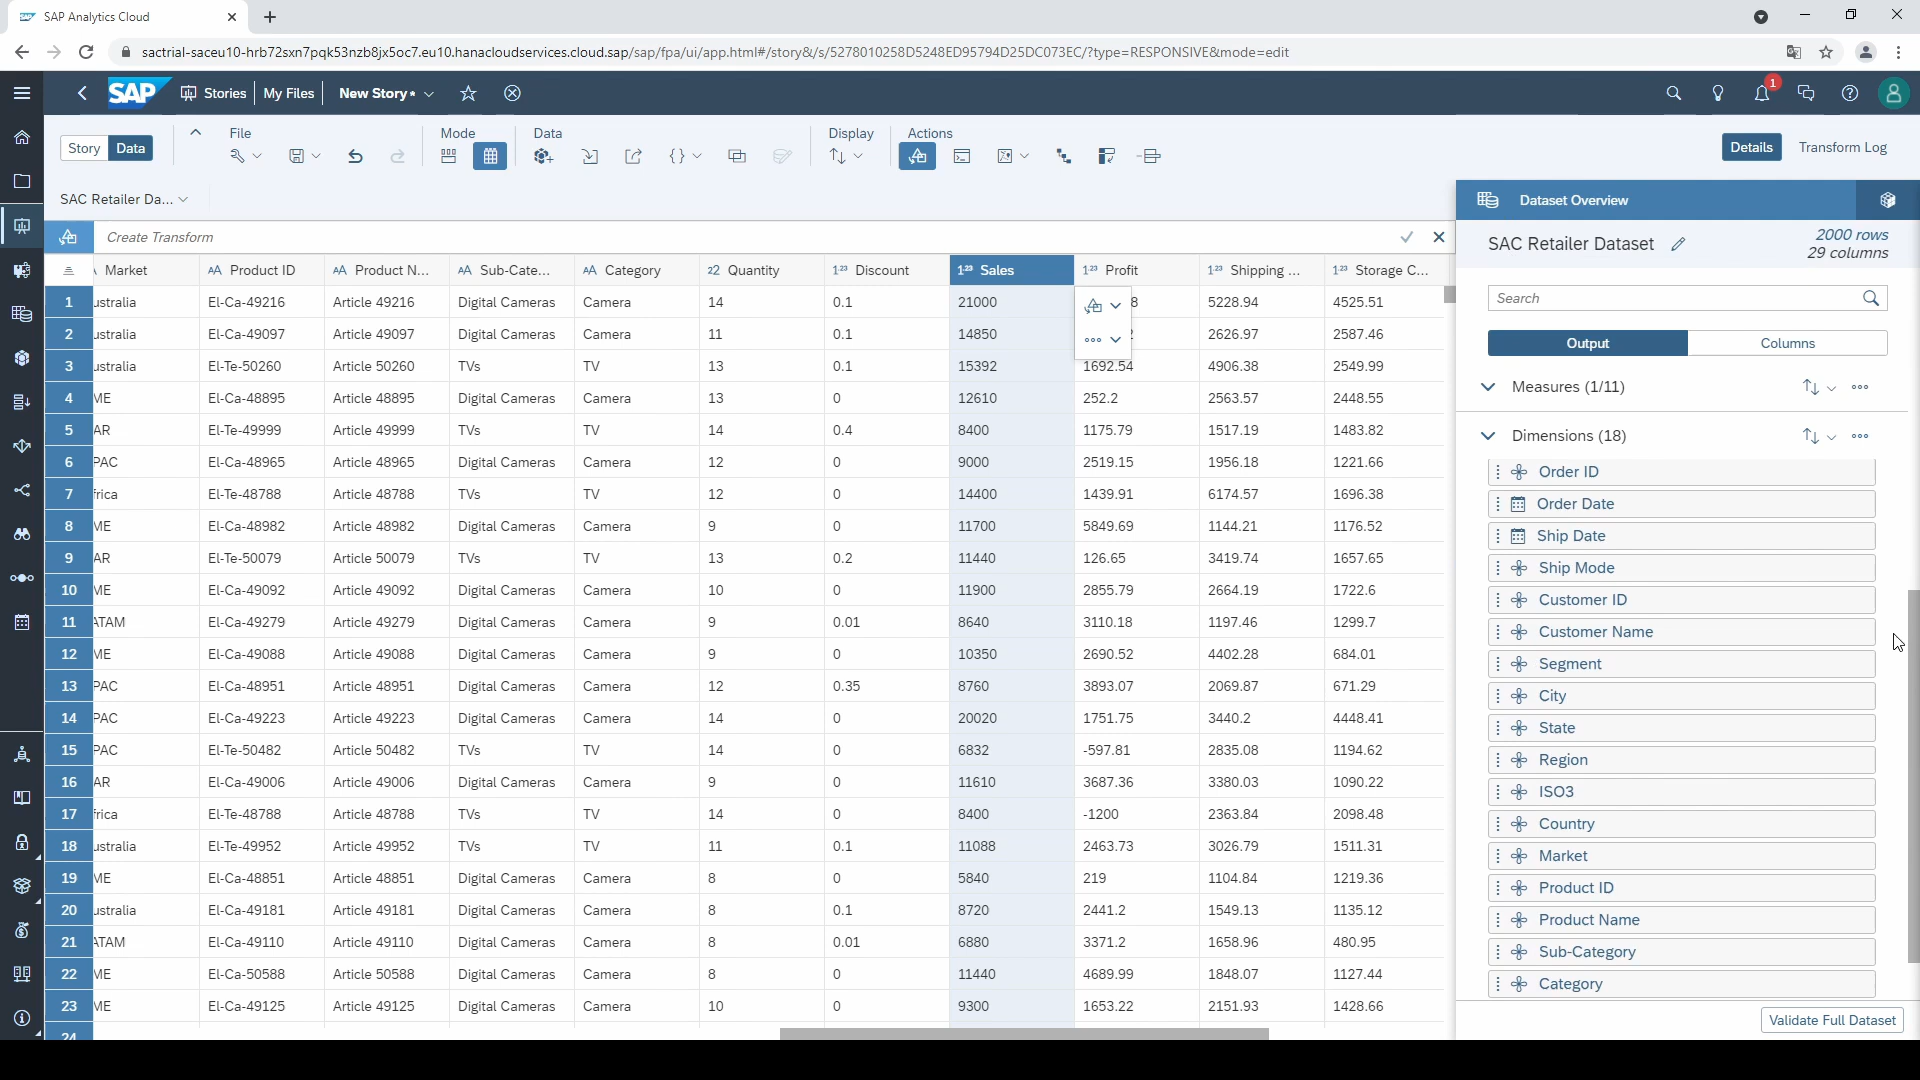 SAP Analytics Cloud
sactrial-saceu10-hrb72sxn7pqk53nzb8jx5oc7.eu10.hanacloudservices.cloud.sap/sap/fpa/ui/app.html#/story&/s/5278010258D5248ED95794D25DC073EC/?type=RESPONSIVE&mode=edit
SAP Stories My Files New Story* 1
File Mode Data Display Actions
Story Data Details Transform Log
SAC Retailer Da...
Dataset Overview
Create Transform
SAC Retailer Dataset 2000 rows
29 columns
Market Product ID Product N... Sub-Cate... Category Quantity Discount Sales Profit Shipping ... Storage C...
1 ustralia El-Ca-49216 Article 49216 Digital Cameras Camera 14 0.1 21000 8 5228.94 4525.51
2 ustralia El-Ca-49097 Article 49097 Digital Cameras Camera 11 0.1 14850 2626.97 2587.46
3 ustralia El-Te-50260 Article 50260 TVs TV 13 0.1 15392 1692.54 4906.38 2549.99
4 ME El-Ca-48895 Article 48895 Digital Cameras Camera 13 0 12610 252.2 2563.57 2448.55
5 AR El-Te-49999 Article 49999 TVs TV 14 0.4 8400 1175.79 1517.19 1483.82
6 PAC El-Ca-48965 Article 48965 Digital Cameras Camera 12 0 9000 2519.15 1956.18 1221.66
7 frica El-Te-48788 Article 48788 TVs TV 12 0 14400 1439.91 6174.57 1696.38
8 ME El-Ca-48982 Article 48982 Digital Cameras Camera 9 0 11700 5849.69 1144.21 1176.52
9 AR El-Te-50079 Article 50079 TVs TV 13 0.2 11440 126.65 3419.74 1657.65
10 ME El-Ca-49092 Article 49092 Digital Cameras Camera 10 0 11900 2855.79 2664.19 1722.6
11 ATAM El-Ca-49279 Article 49279 Digital Cameras Camera 9 0.01 8640 3110.18 1197.46 1299.7
12 ME El-Ca-49088 Article 49088 Digital Cameras Camera 9 0 10350 2690.52 4402.28 684.01
13 PAC El-Ca-48951 Article 48951 Digital Cameras Camera 12 0.35 8760 3893.07 2069.87 671.29
14 PAC El-Ca-49223 Article 49223 Digital Cameras Camera 14 0 20020 1751.75 3440.2 4448.41
15 PAC El-Te-50482 Article 50482 TVs TV 14 0 6832 -597.81 2835.08 1194.62
16 AR El-Ca-49006 Article 49006 Digital Cameras Camera 9 0 11610 3687.36 3380.03 1090.22
17 frica El-Te-48788 Article 48788 TVs TV 14 0 8400 -1200 2363.84 2098.48
18 ustralia El-Te-49952 Article 49952 TVs TV 11 0.1 11088 2463.73 3026.79 1511.31
19 ME El-Ca-48851 Article 48851 Digital Cameras Camera 8 0 5840 219 1104.84 1219.36
20 ustralia El-Ca-49181 Article 49181 Digital Cameras Camera 8 0.1 8720 2441.2 1549.13 1135.12
21 ATAM El-Ca-49110 Article 49110 Digital Cameras Camera 8 0.01 6880 3371.2 1658.96 480.95
22 ME El-Ca-50588 Article 50588 Digital Cameras Camera 8 0 11440 4689.99 1848.07 1127.44
23 ME El-Ca-49125 Article 49125 Digital Cameras Camera 10 0 9300 1653.22 2151.93 1428.66
24
Search
Output Columns
Measures (1/11)
Dimensions (18)
Order ID
Order Date
Ship Date
Ship Mode
Customer ID
Customer Name
Segment
City
State
Region
ISO3
Country
Market
Product ID
Product Name
Sub-Category
Category
Validate Full Dataset